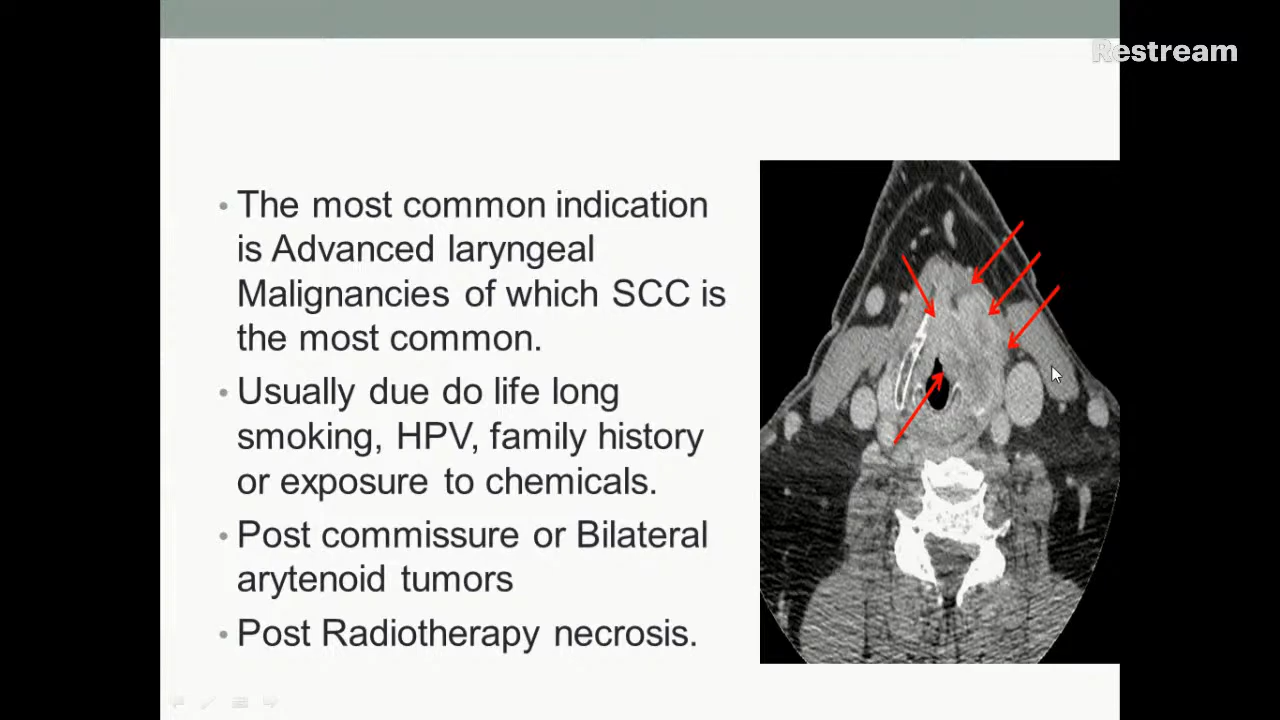 Restream
• The most common indication
is Advanced laryngeal
Malignancies of which SCC is
the most common.
• Usually due do life long
smoking, HPV, family history
or exposure to chemicals.
• Post commissure or Bilateral
arytenoid tumors
• Post Radiotherapy necrosis.